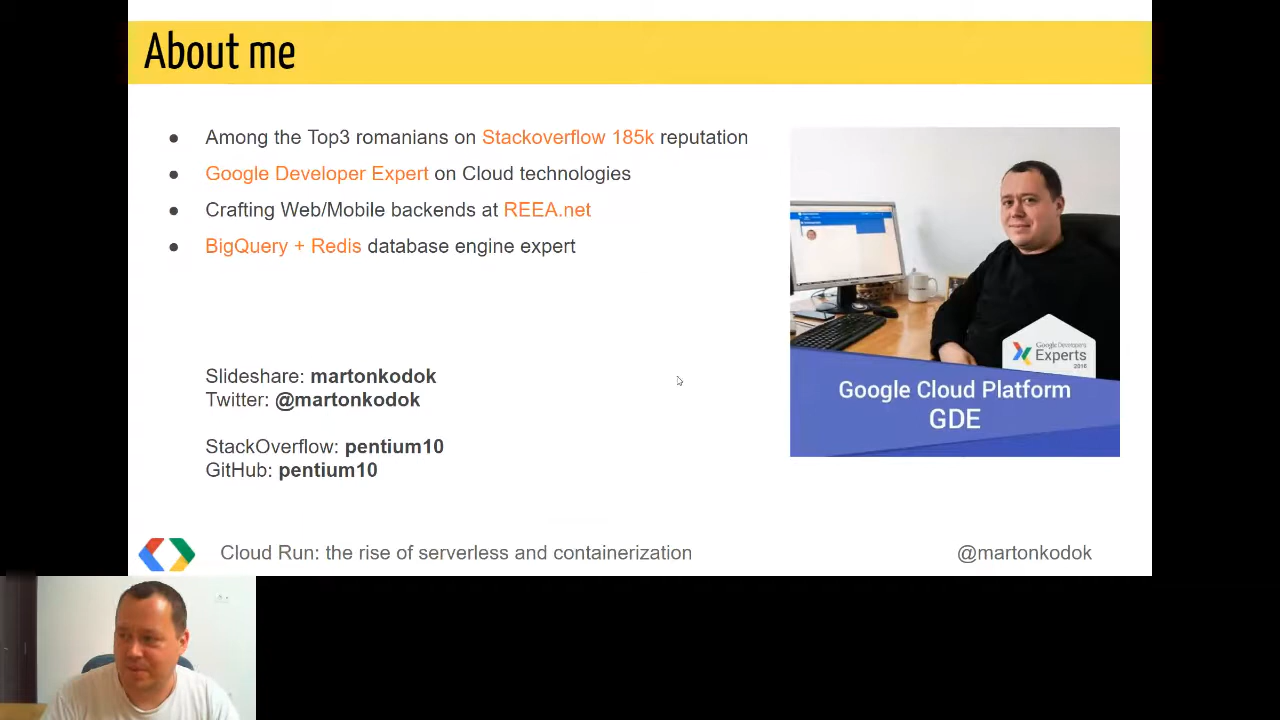 About me
● Among the Top3 romanians on Stackoverflow 185k reputation
● Google Developer Expert on Cloud technologies
● Crafting Web/Mobile backends at REEA.net
● BigQuery + Redis database engine expert
Slideshare: martonkodok
Twitter: @martonkodok
StackOverflow: pentium10
GitHub: pentium10
Google Developers
Experts
2016
Google Cloud Platform
GDE
Cloud Run: the rise of serverless and containerization
@martonkodok